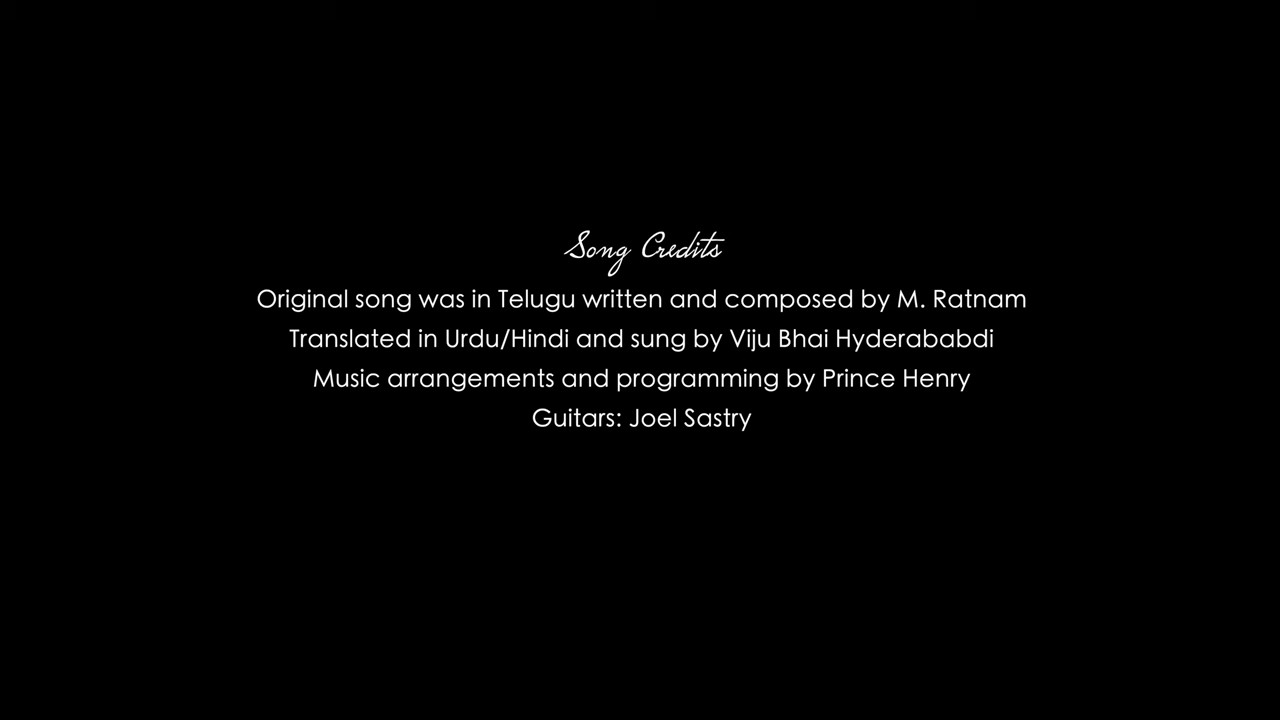 Song Credits
Original song was in Telugu written and composed by M. Ratnam
Translated in Urdu/Hindi and sung by Viju Bhai Hyderababdi
Music arrangements and programming by Prince Henry
Guitars: Joel Sastry